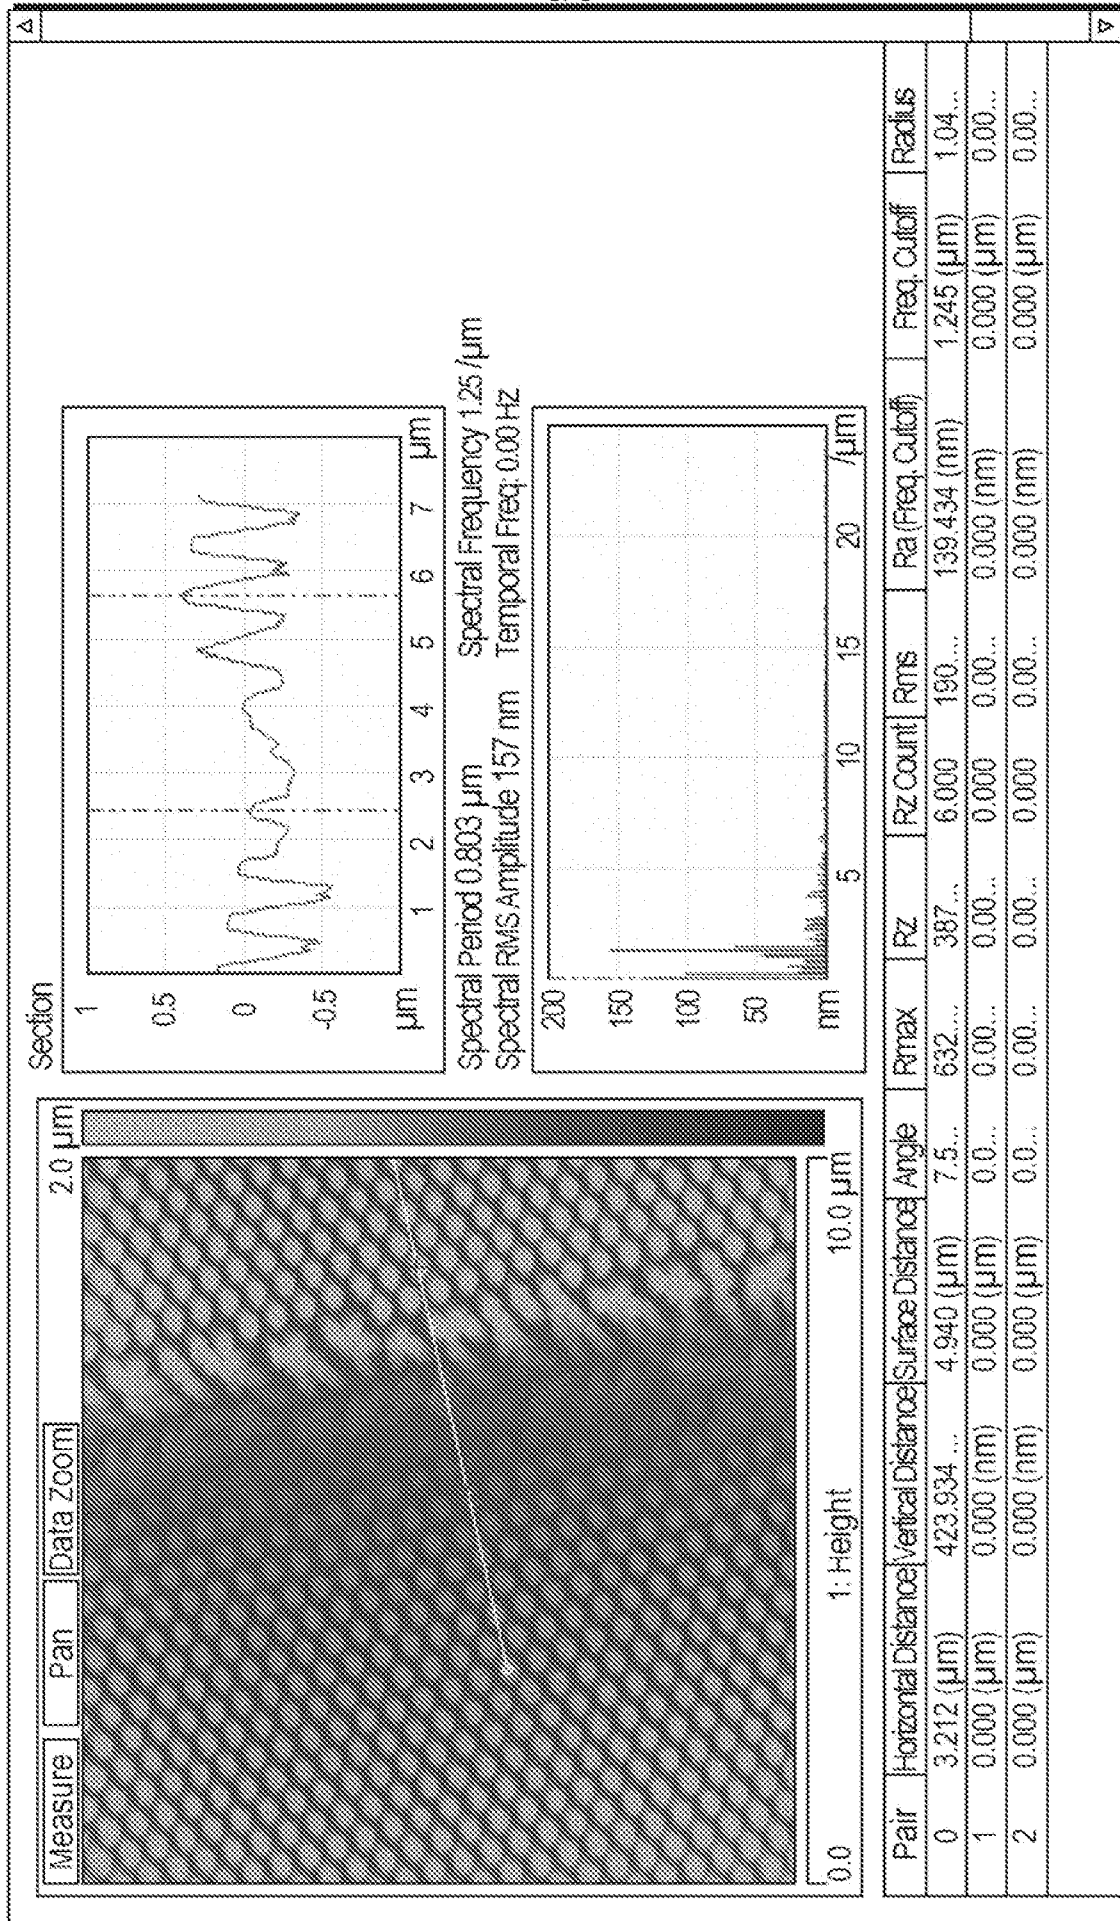 Measure Pan Data Zoom
2.0 µm
0.0 1: Height 10.0 µm
Section
1
0.5
0
-0.5
µm
1 2 3 4 5 6 7 µm
Spectral Period 0.803 µm Spectral Frequency 1.25 /µm
Spectral RMS Amplitude 157 nm Temporal Freq: 0.00 HZ
200
150
100
50
nm
5 10 15 20 /µm
Pair Horizontal Distance Vertical Distance Surface Distance Angle Rmax Rz Rz Count Rms Ra (Freq. Cutoff) Freq. Cutoff Radius
0 3.212 (µm) 423.934 ... 4.940 (µm) 7.5... 632.... 387... 6.000 190... 139.434 (nm) 1.245 (µm) 1.04...
1 0.000 (µm) 0.000 (nm) 0.000 (µm) 0.0... 0.00... 0.00... 0.000 0.00... 0.000 (nm) 0.000 (µm) 0.00...
2 0.000 (µm) 0.000 (nm) 0.000 (µm) 0.0... 0.00... 0.00... 0.000 0.00... 0.000 (nm) 0.000 (µm) 0.00...